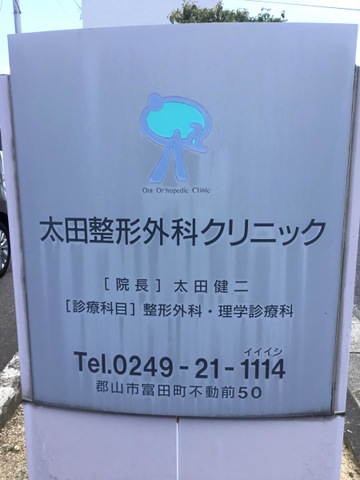 Ota Orthopedic Clinic
太田整形外科クリニック
[院長] 太田健二
[診療科目] 整形外科・理学診療科
イイイシ
Tel.0249-21-1114
郡山市富田町不動前50